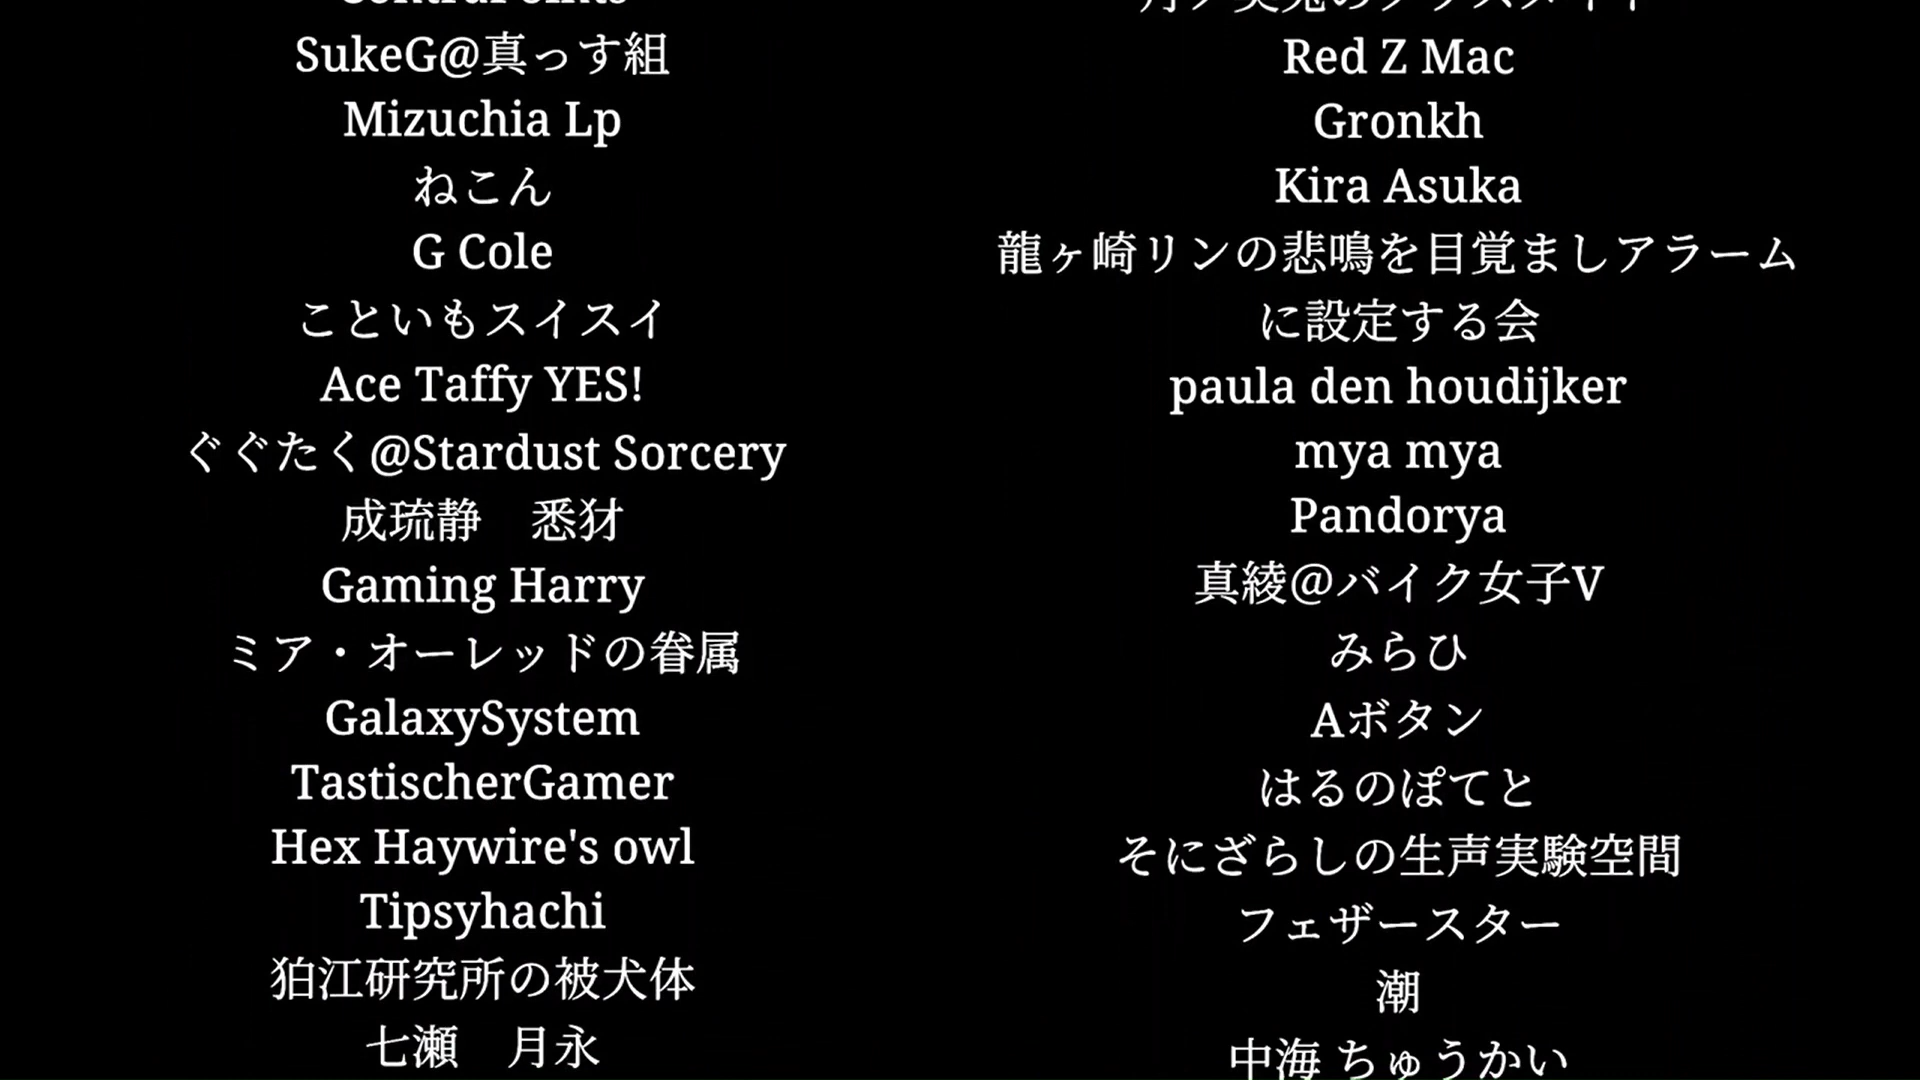 SukeG@真っす組
Mizuchia Lp
ねこん
G Cole
こといもスイスイ
Ace Taffy YES!
ぐぐたく@Stardust Sorcery
成琉静　悉犲
Gaming Harry
ミア・オーレッドの眷属
GalaxySystem
TastischerGamer
Hex Haywire's owl
Tipsyhachi
狛江研究所の被犬体
七瀬　月永
Red Z Mac
Gronkh
Kira Asuka
龍ヶ崎リンの悲鳴を目覚ましアラーム
に設定する会
paula den houdijker
mya mya
Pandorya
真綾@バイク女子V
みらひ
Aボタン
はるのぽてと
そにざらしの生声実験空間
フェザースター
潮
中海 ちゅうかい